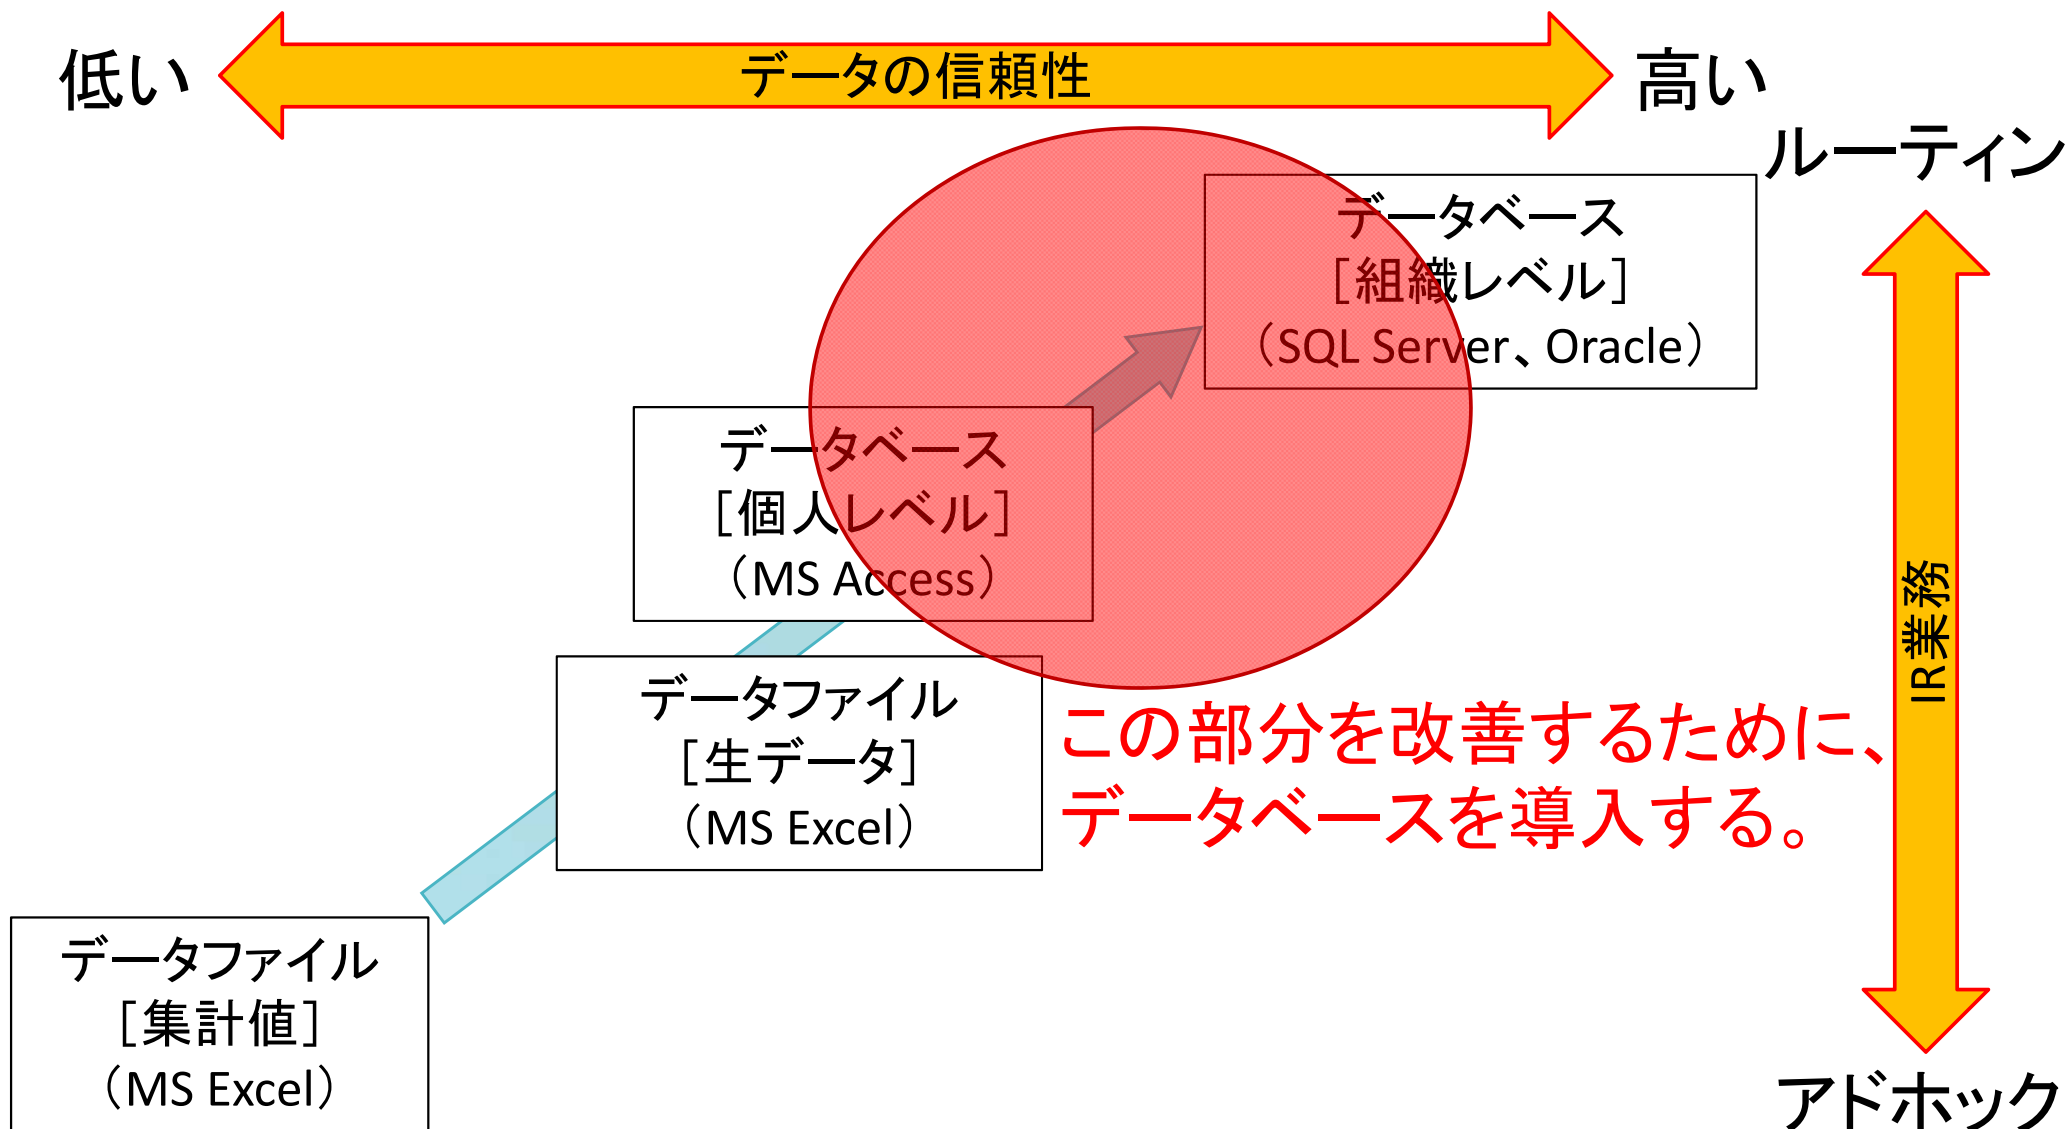 低い
データの信頼性
高い
ルーティン
データベース
［組織レベル］
（SQL Server、Oracle）
データベース
［個人レベル］
（MS Access）
IR業務
データファイル
［生データ］
（MS Excel）
この部分を改善するために、
データベースを導入する。
データファイル
［集計値］
（MS Excel）
アドホック